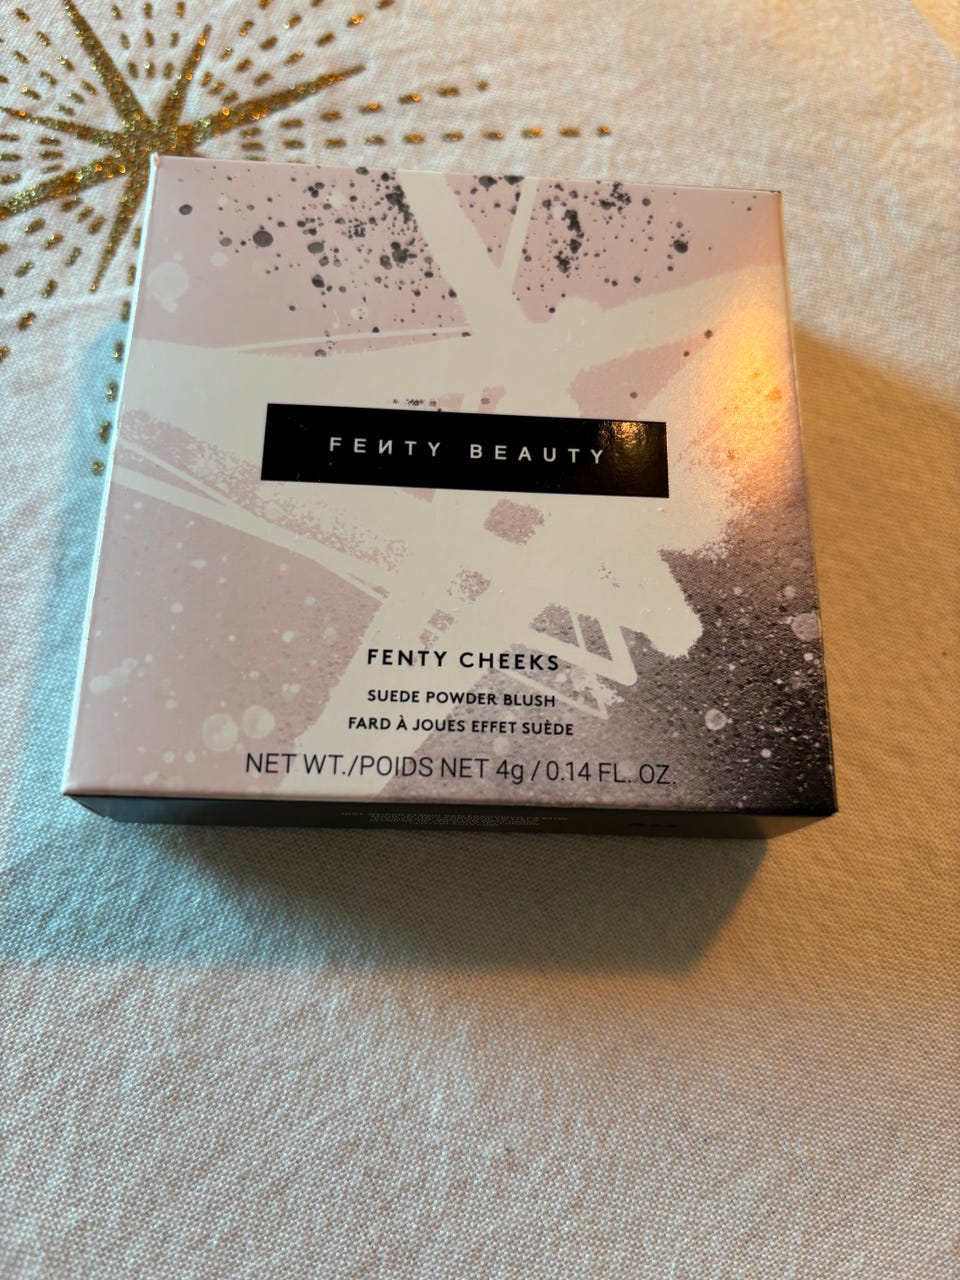 FEИTY BEAUTY
FENTY CHEEKS
SUEDE POWDER BLUSH
FARD À JOUES EFFET SUÈDE
NET WT./POIDS NET 4g / 0.14 FL. OZ.